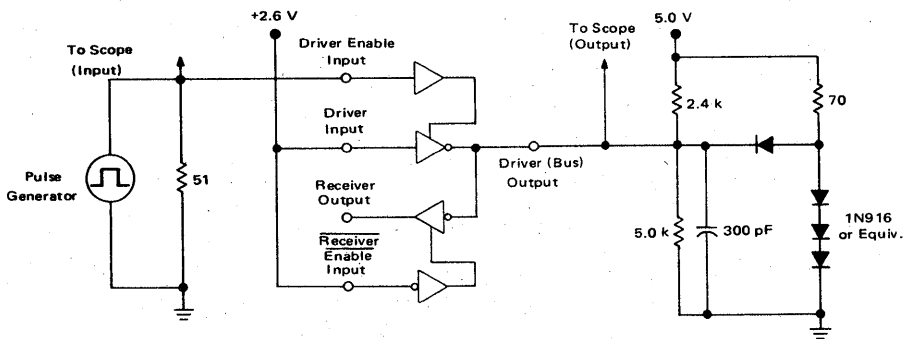 +2.6 V
5.0 V
To Scope
(Input)
Driver Enable
Input
To Scope
(Output)
2.4 k
70
Driver
Input
Driver (Bus)
Output
Pulse
Generator
51
Receiver
Output
5.0 k
300 pF
1N916
or Equiv.
Receiver
Enable
Input